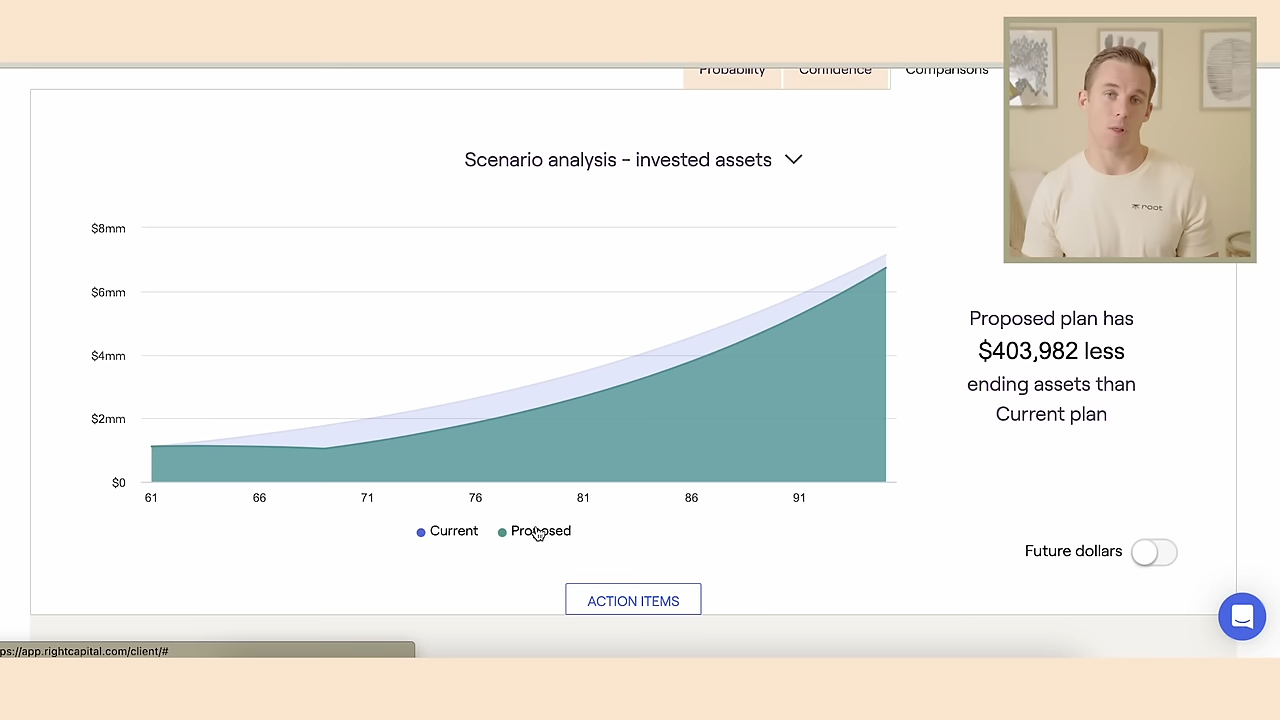 Probability Confidence Comparisons
Scenario analysis - invested assets
root
$8mm
$6mm
$4mm
$2mm
$0
61 66 71 76 81 86 91
Current Proposed
Proposed plan has
$403,982 less
ending assets than
Current plan
Future dollars
ACTION ITEMS
ps://app.rightcapital.com/client/#